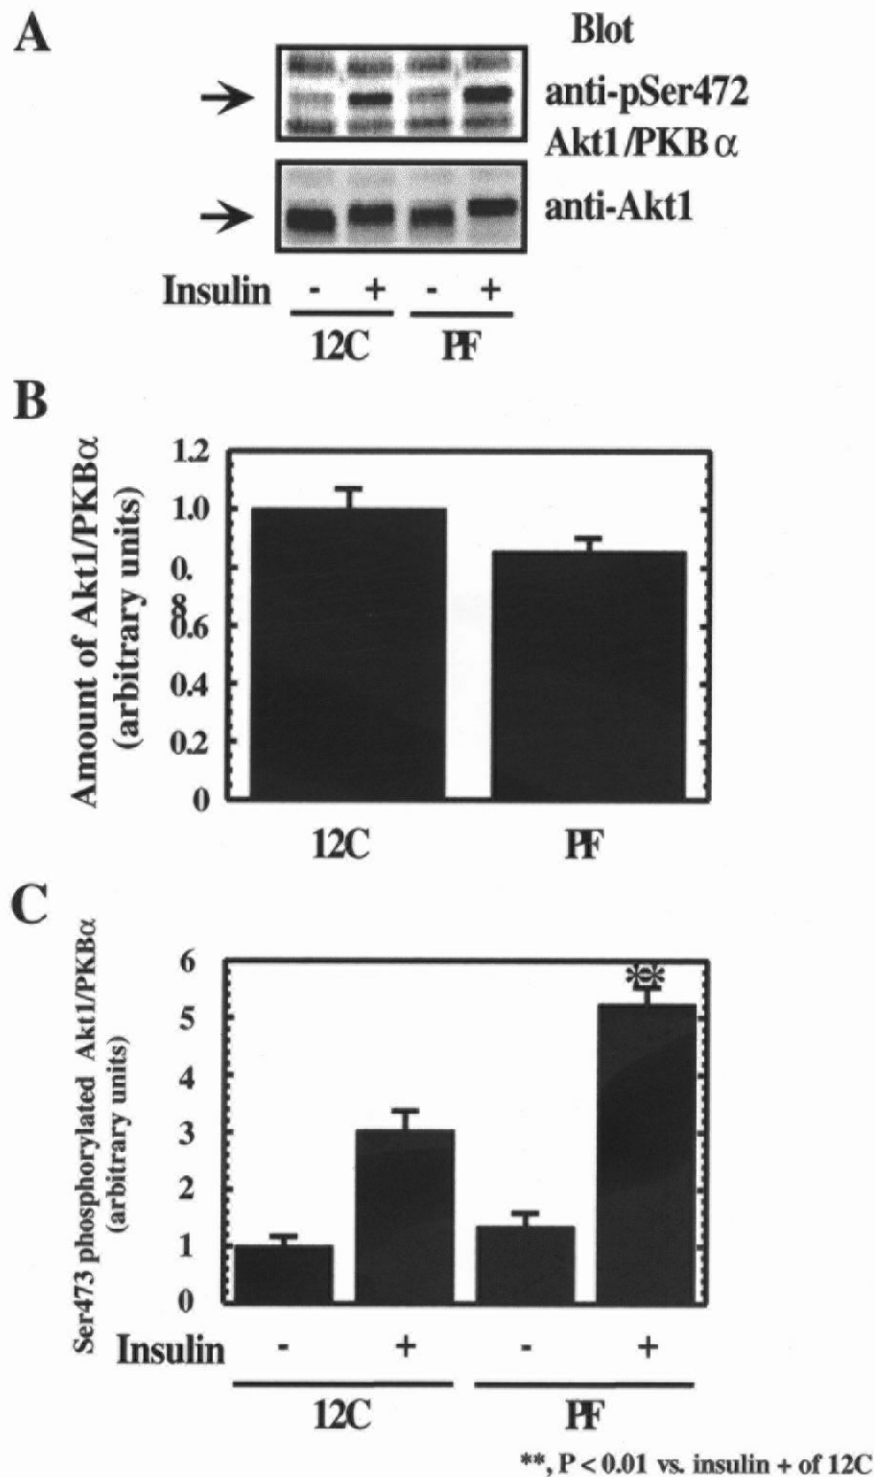 A
Blot
anti-pSer472
Akt1/PKB α
anti-Akt1
Insulin - + - +
12C PF
B
Amount of Akt1/PKBα
(arbitrary units)
1.2
1.0
0.
8
0.6
0.4
0.2
0
12C PF
C
Ser473 phosphorylated Akt1/PKBα
(arbitrary units)
6
5
4
3
2
1
0
**
Insulin - + - +
12C PF
**, P < 0.01 vs. insulin + of 12C